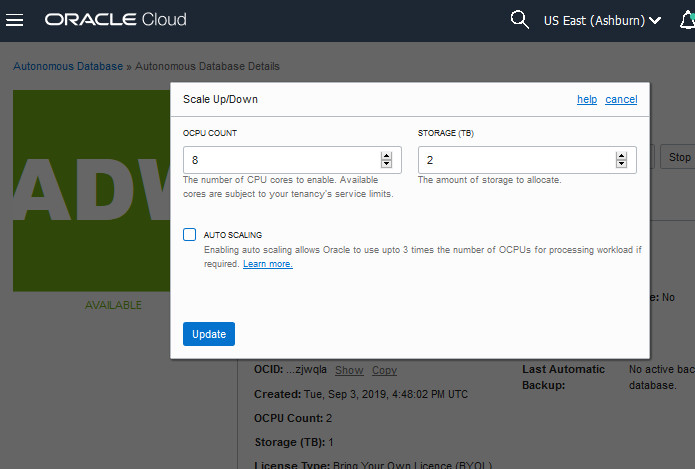 ORACLE Cloud
US East (Ashburn)
Autonomous Database » Autonomous Database Details
Scale Up/Down
help cancel
OCPU COUNT
8
The number of CPU cores to enable. Available
cores are subject to your tenancy's service limits.
STORAGE (TB)
2
The amount of storage to allocate.
Stop
AUTO SCALING
Enabling auto scaling allows Oracle to use upto 3 times the number of OCPUs for processing workload if
required. Learn more.
Update
ADW
AVAILABLE
e: No
OCID: ...zjwqla Show Copy
Created: Tue, Sep 3, 2019, 4:48:02 PM UTC
OCPU Count: 2
Storage (TB): 1
License Type: Bring Your Own Licence (BYOL)
Last Automatic
Backup:
No active bac
database.